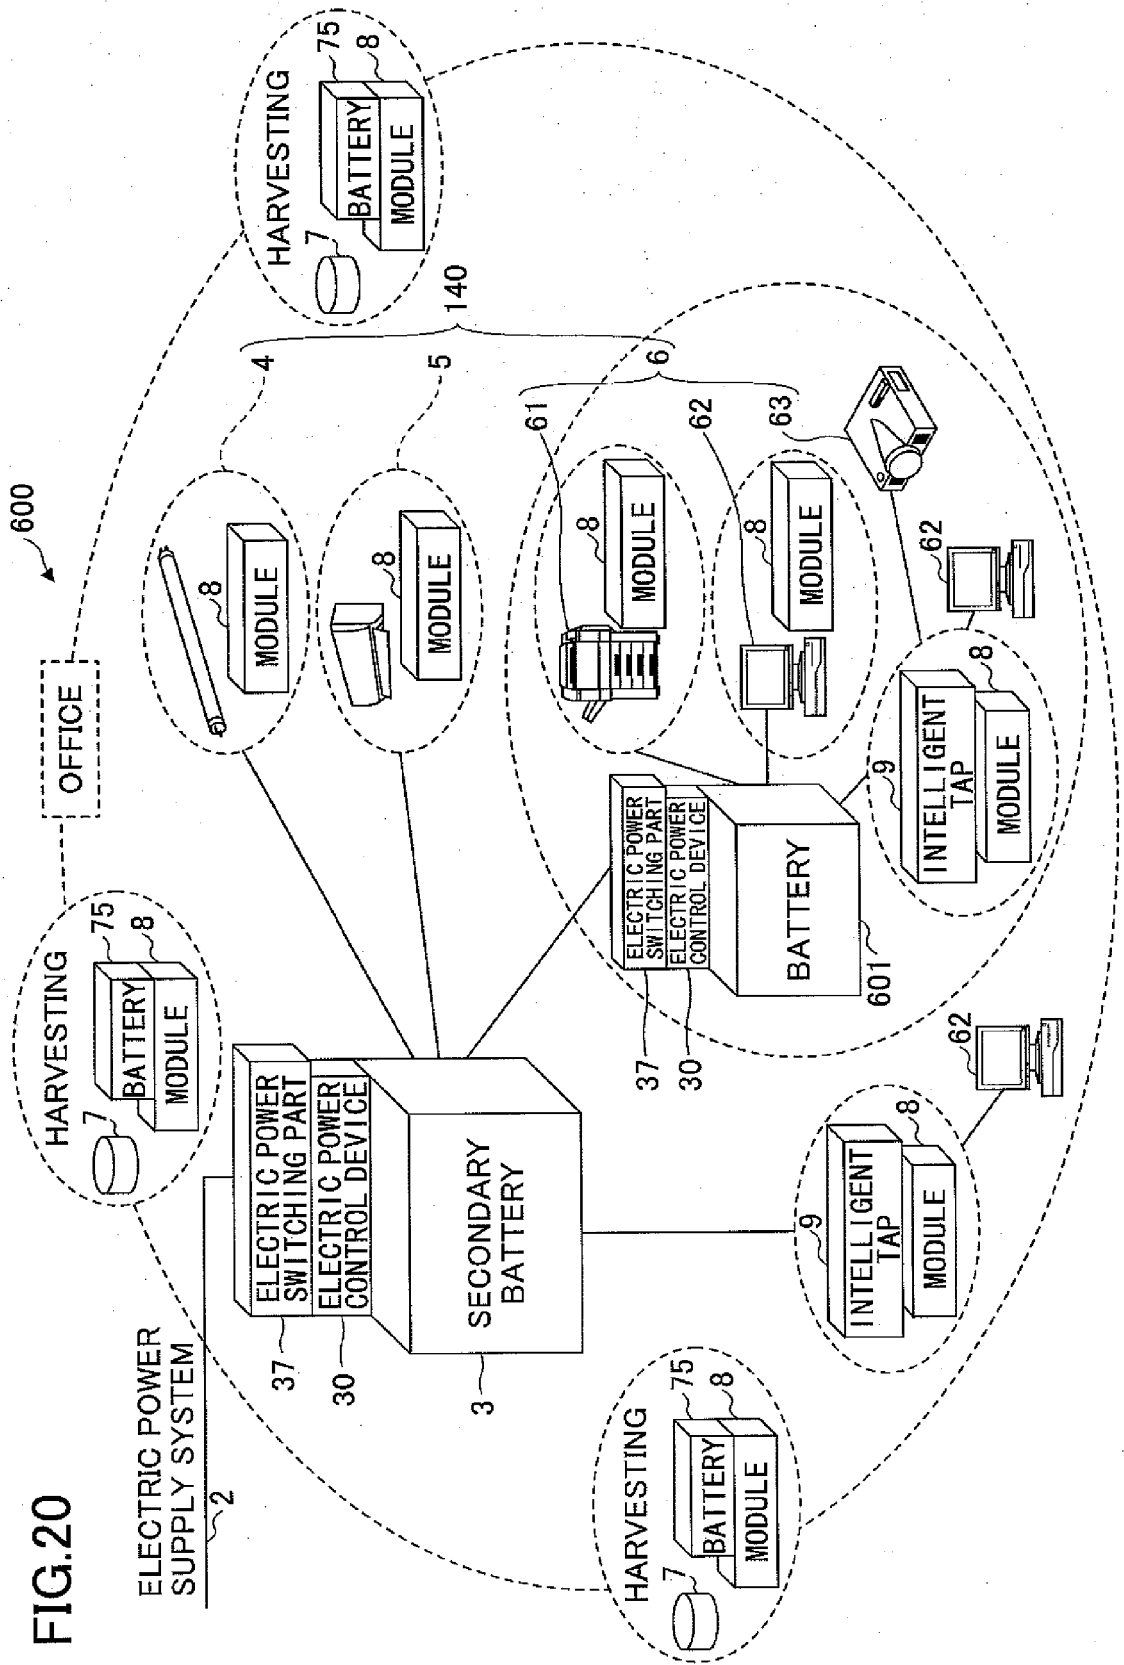 FIG.20
ELECTRIC POWER
SUPPLY SYSTEM
2
600
OFFICE
HARVESTING
7
75
8
BATTERY
MODULE
HARVESTING
7
75
8
BATTERY
MODULE
HARVESTING
7
75
8
BATTERY
MODULE
37
30
3
ELECTRIC POWER
SWITCHING PART
ELECTRIC POWER
CONTROL DEVICE
SECONDARY
BATTERY
8
MODULE
4
8
MODULE
5
140
6
61
8
MODULE
62
8
MODULE
63
37
30
ELECTRIC POWER
SWITCHING PART
ELECTRIC POWER
CONTROL DEVICE
BATTERY
601
9
INTELLIGENT
TAP
8
MODULE
62
9
INTELLIGENT
TAP
8
MODULE
62